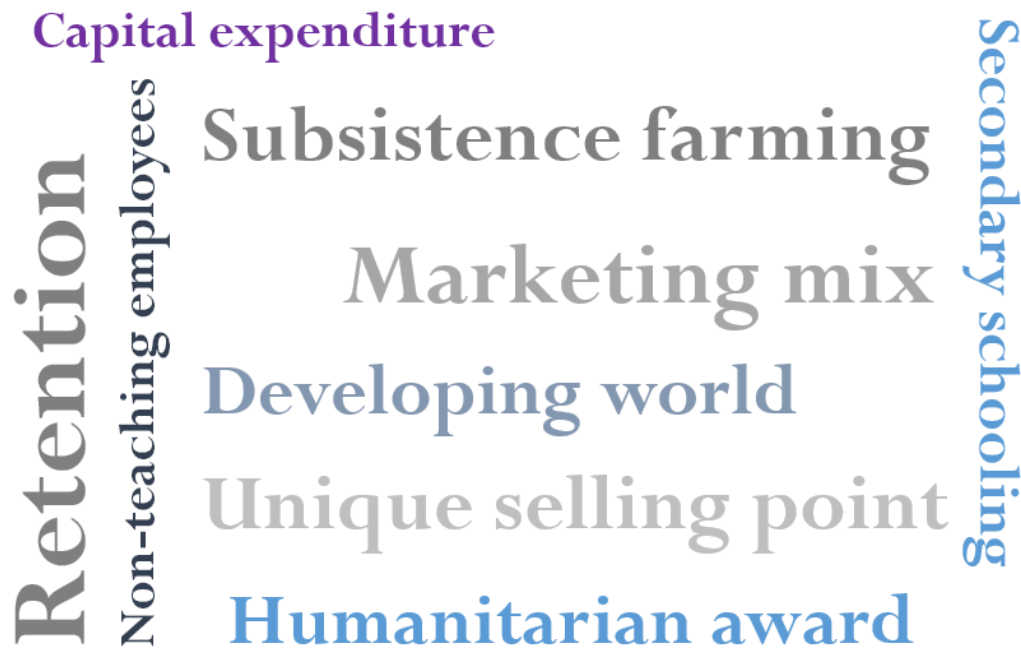 Capital expenditure
Retention
Non-teaching employees
Subsistence farming
Marketing mix
Developing world
Unique selling point
Humanitarian award
Secondary schooling